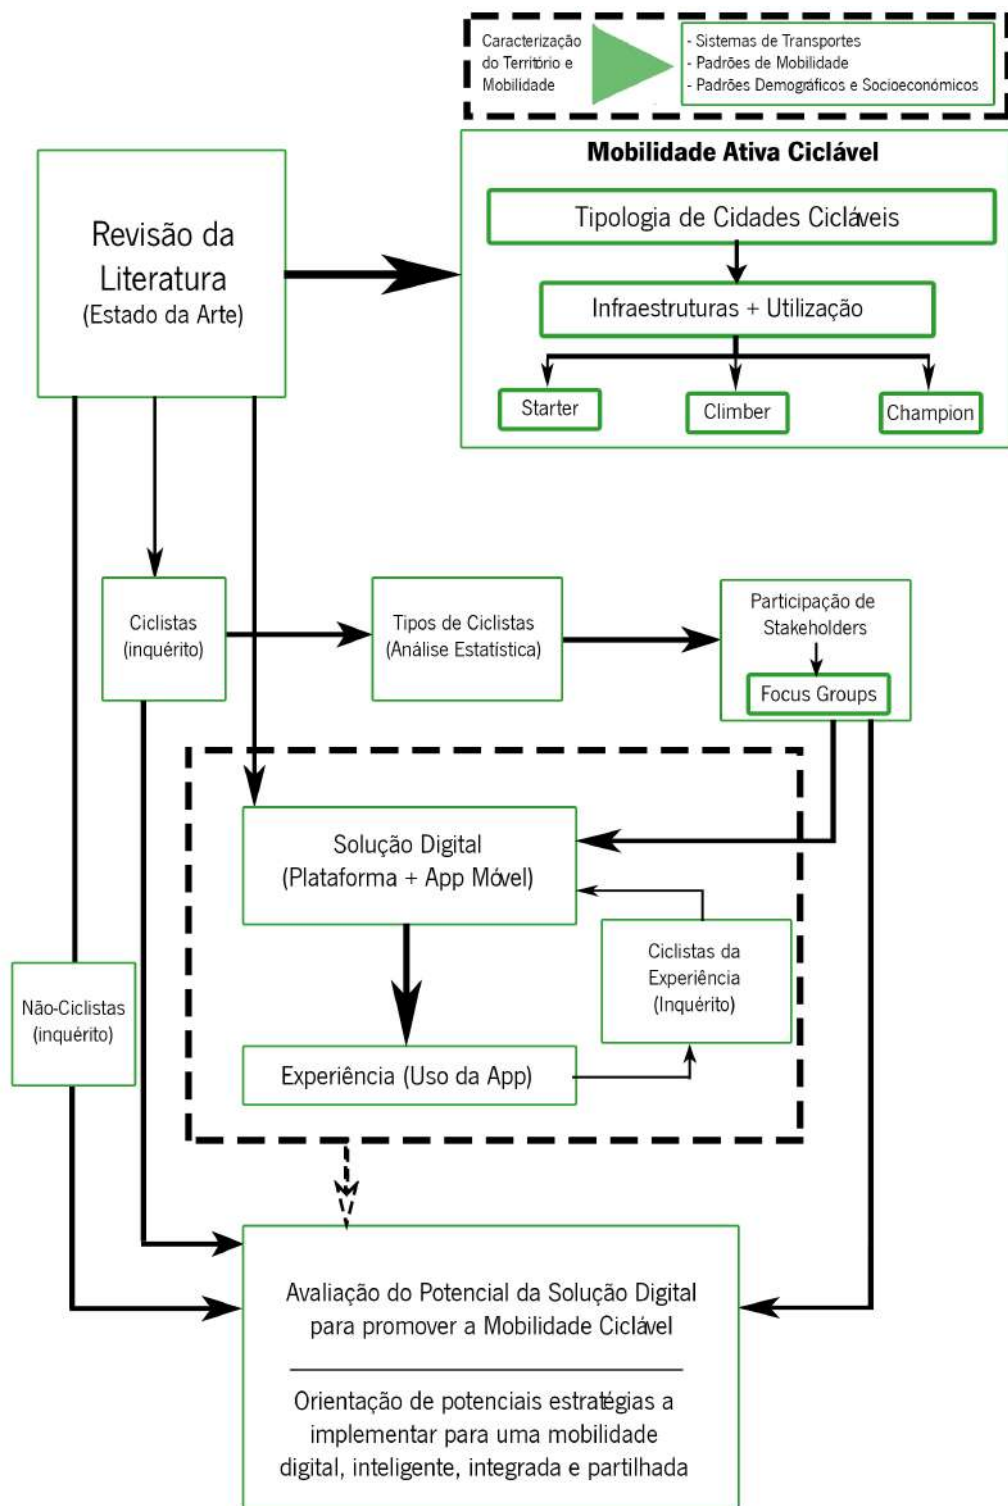 Caracterização
do Território e
Mobilidade
- Sistemas de Transportes
- Padrões de Mobilidade
- Padrões Demográficos e Socioeconómicos
Mobilidade Ativa Ciclável
Tipologia de Cidades Cicláveis
Infraestruturas + Utilização
Starter
Climber
Champion
Revisão da
Literatura
(Estado da Arte)
Ciclistas
(inquérito)
Tipos de Ciclistas
(Análise Estatística)
Participação de
Stakeholders
Focus Groups
Solução Digital
(Plataforma + App Móvel)
Ciclistas da
Experiência
(Inquérito)
Experiência (Uso da App)
Não-Ciclistas
(inquérito)
Avaliação do Potencial da Solução Digital
para promover a Mobilidade Ciclável
Orientação de potenciais estratégias a
implementar para uma mobilidade
digital, inteligente, integrada e partilhada